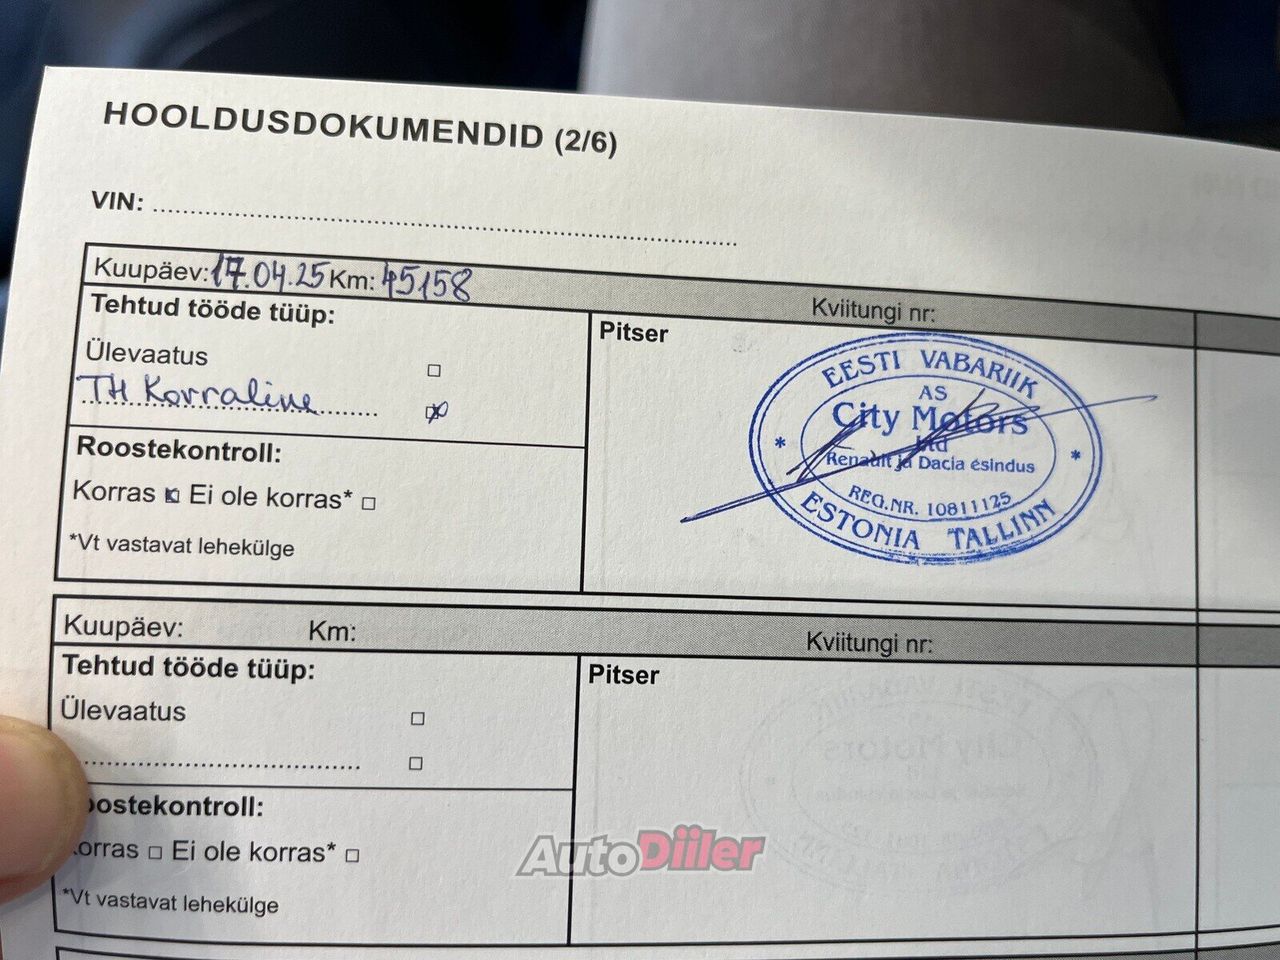 HOOLDUSDOKUMENDID (2/6)
VIN: ................................................
Kuupäev: 17.04.25 Km: 45158
Kviitungi nr:
Tehtud tööde tüüp:
Pitser
Ülevaatus □
TH Korraline
Roostekontroll:
Korras Ei ole korras* □
*Vt vastavat lehekülge
EESTI VABARIIK
AS
City Motors
Ltd
Renault ja Dacia esindus
REG.NR. 10811125
ESTONIA TALLINN
Kuupäev: Km:
Kviitungi nr:
Tehtud tööde tüüp:
Pitser
Ülevaatus □
................................................ □
oostekontroll:
orras □ Ei ole korras* □
*Vt vastavat lehekülge
AutoDiiler